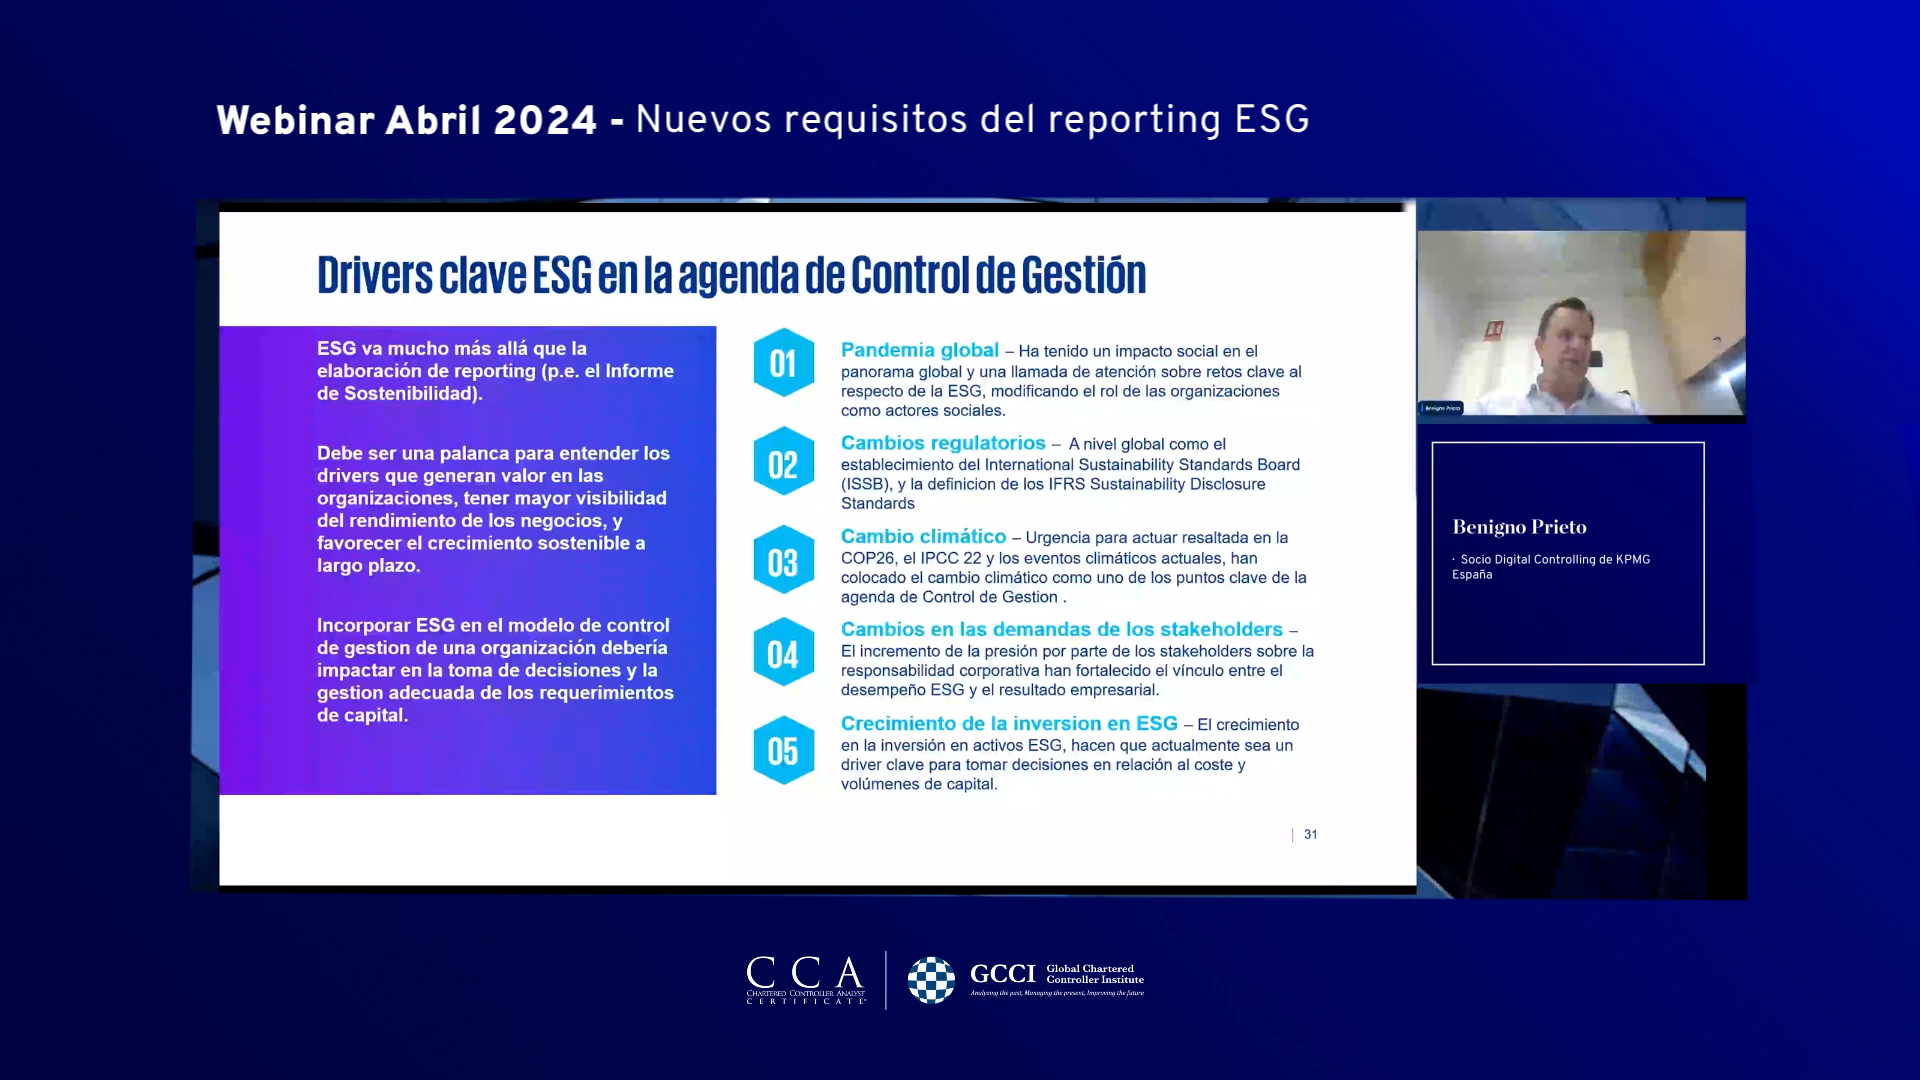 Webinar Abril 2024 - Nuevos requisitos del reporting ESG
Drivers clave ESG en la agenda de Control de Gestión
ESG va mucho más allá que la
elaboración de reporting (p.e. el Informe
de Sostenibilidad).
Debe ser una palanca para entender los
drivers que generan valor en las
organizaciones, tener mayor visibilidad
del rendimiento de los negocios, y
favorecer el crecimiento sostenible a
largo plazo.
Incorporar ESG en el modelo de control
de gestion de una organización debería
impactar en la toma de decisiones y la
gestion adecuada de los requerimientos
de capital.
01
Pandemia global – Ha tenido un impacto social en el
panorama global y una llamada de atención sobre retos clave al
respecto de la ESG, modificando el rol de las organizaciones
como actores sociales.
02
Cambios regulatorios – A nivel global como el
establecimiento del International Sustainability Standards Board
(ISSB), y la definicion de los IFRS Sustainability Disclosure
Standards
03
Cambio climático – Urgencia para actuar resaltada en la
COP26, el IPCC 22 y los eventos climáticos actuales, han
colocado el cambio climático como uno de los puntos clave de la
agenda de Control de Gestion .
04
Cambios en las demandas de los stakeholders –
El incremento de la presión por parte de los stakeholders sobre la
responsabilidad corporativa han fortalecido el vínculo entre el
desempeño ESG y el resultado empresarial.
05
Crecimiento de la inversion en ESG – El crecimiento
en la inversión en activos ESG, hacen que actualmente sea un
driver clave para tomar decisiones en relación al coste y
volúmenes de capital.
31
Benigno Prieto
Benigno Prieto
· Socio Digital Controlling de KPMG
España
CCA
CHARTERED CONTROLLER ANALYST
CERTIFICATE®
GCCI
Global Chartered
Controller Institute
Analyzing the past, Managing the present, Improving the future